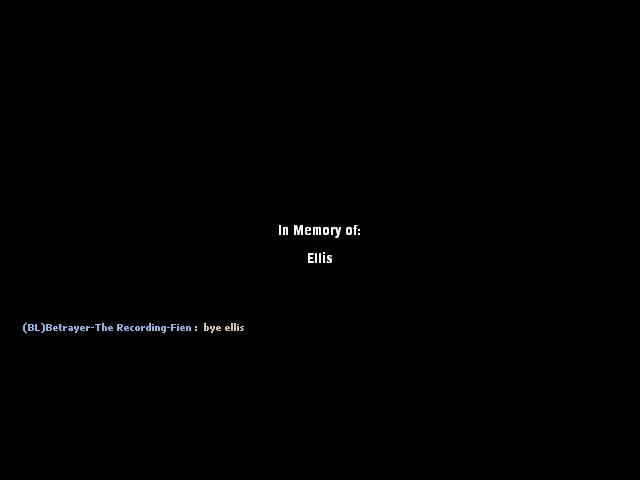 In Memory of:
Ellis
(BL)Betrayer-The Recording-Fien : bye ellis